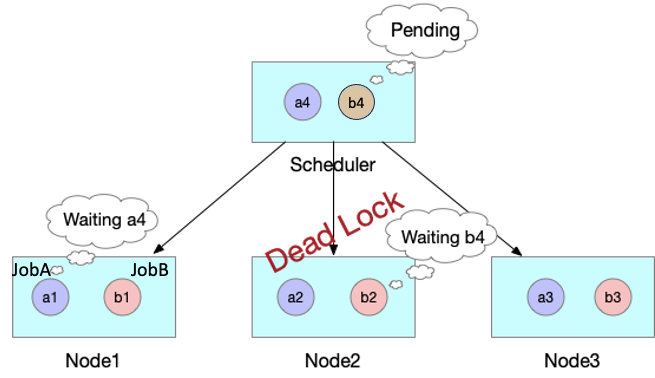 Pending
a4
b4
Scheduler
Dead Lock
Waiting a4
Waiting b4
JobA
JobB
a1
b1
a2
b2
a3
b3
Node1
Node2
Node3